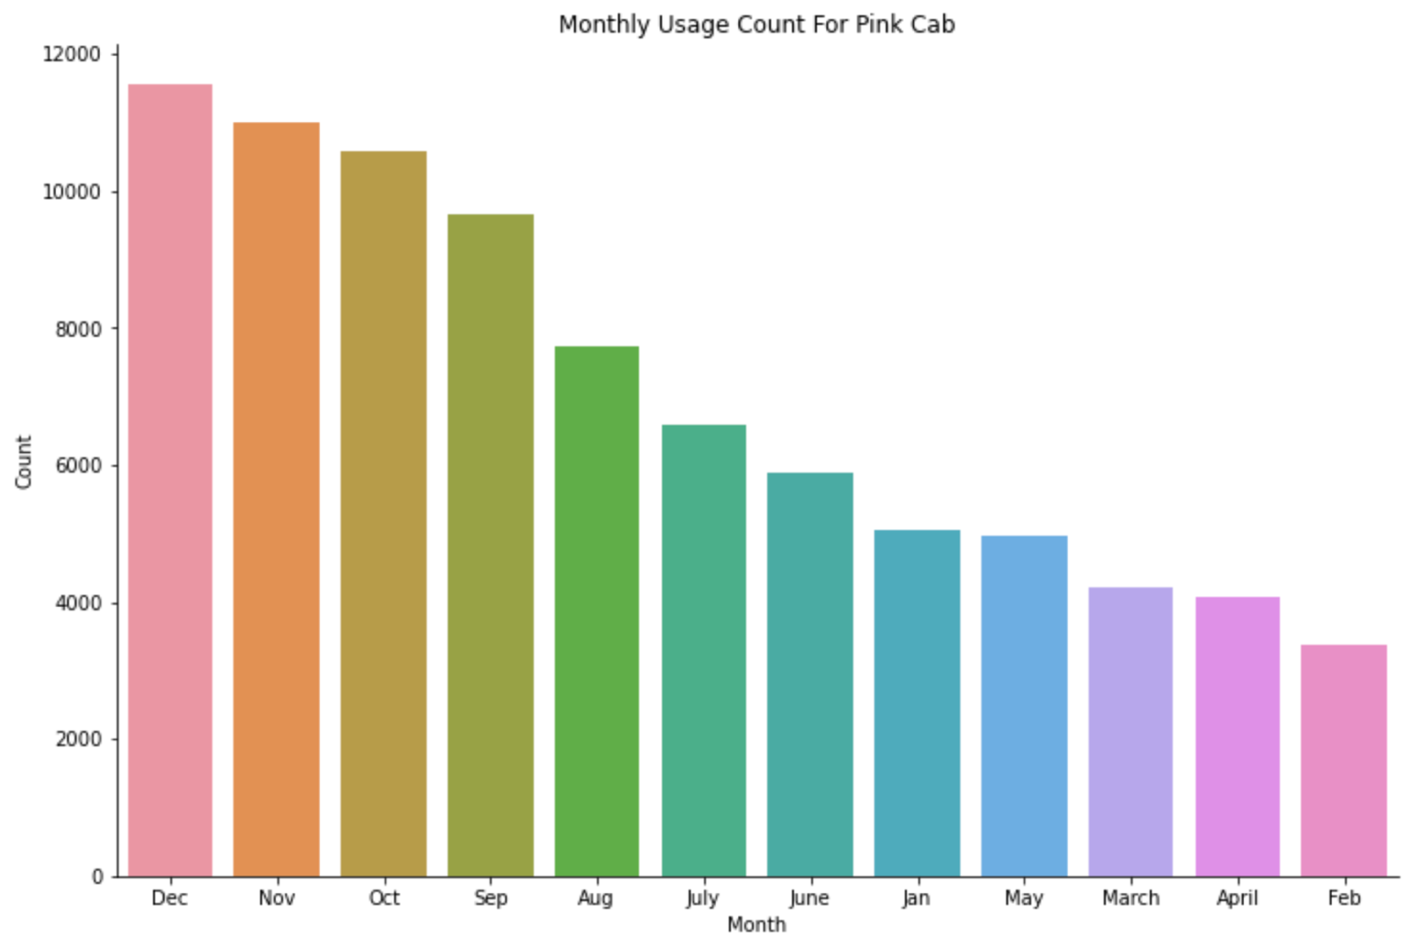 Monthly Usage Count For Pink Cab
12000
10000
8000
6000
4000
2000
0
Count
Dec Nov Oct Sep Aug July June Jan May March April Feb
Month